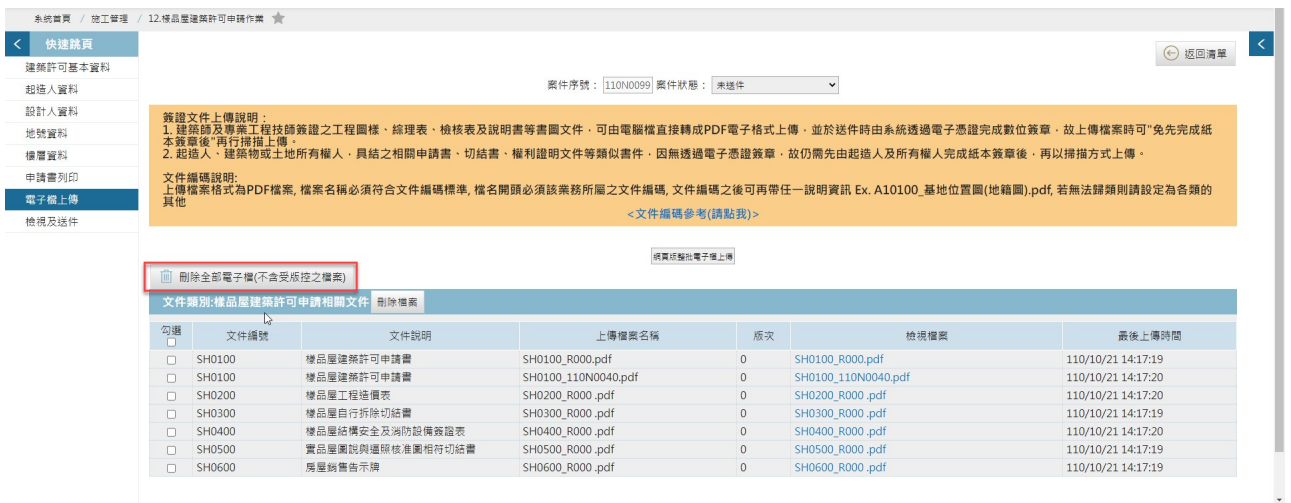 系統首頁 / 施工管理 / 12.樣品屋建築許可申請作業
快速跳頁
建築許可基本資料
起造人資料
設計人資料
地號資料
樓層資料
申請書列印
電子檔上傳
檢視及送件
返回清單
案件序號： 110N0099 案件狀態： 未送件
簽證文件上傳說明：
1. 建築師及專業工程技師簽證之工程圖樣、綜理表、檢核表及說明書等書圖文件，可由電腦檔直接轉成PDF電子格式上傳，並於送件時由系統透過電子憑證完成數位簽章，故上傳檔案時可"免先完成紙
本簽章後"再行掃描上傳。
2. 起造人、建築物或土地所有權人，具結之相關申請書、切結書、權利證明文件等類似書件，因無透過電子憑證簽章，故仍需先由起造人及所有權人完成紙本簽章後，再以掃描方式上傳。
文件編碼說明:
上傳檔案格式為PDF檔案, 檔案名稱必須符合文件編碼標準, 檔名開頭必須該業務所屬之文件編碼, 文件編碼之後可再帶任一說明資訊 Ex. A10100_基地位置圖(地籍圖).pdf, 若無法歸類則請設定為各類的
其他
<文件編碼參考(請點我)>
網頁版整批電子檔上傳
刪除全部電子檔(不含受版控之檔案)
文件類別:樣品屋建築許可申請相關文件 刪除檔案
勾選 文件編號 文件說明 上傳檔案名稱 版次 檢視檔案 最後上傳時間
SH0100 樣品屋建築許可申請書 SH0100_R000.pdf 0 SH0100_R000.pdf 110/10/21 14:17:19
SH0100 樣品屋建築許可申請書 SH0100_110N0040.pdf 0 SH0100_110N0040.pdf 110/10/21 14:17:20
SH0200 樣品屋工程造價表 SH0200_R000 .pdf 0 SH0200_R000 .pdf 110/10/21 14:17:20
SH0300 樣品屋自行拆除切結書 SH0300_R000 .pdf 0 SH0300_R000 .pdf 110/10/21 14:17:19
SH0400 樣品屋結構安全及消防設備簽證表 SH0400_R000 .pdf 0 SH0400_R000 .pdf 110/10/21 14:17:20
SH0500 實品屋圖說與違照核准圖相符切結書 SH0500_R000 .pdf 0 SH0500_R000 .pdf 110/10/21 14:17:19
SH0600 房屋銷售告示牌 SH0600_R000 .pdf 0 SH0600_R000 .pdf 110/10/21 14:17:19